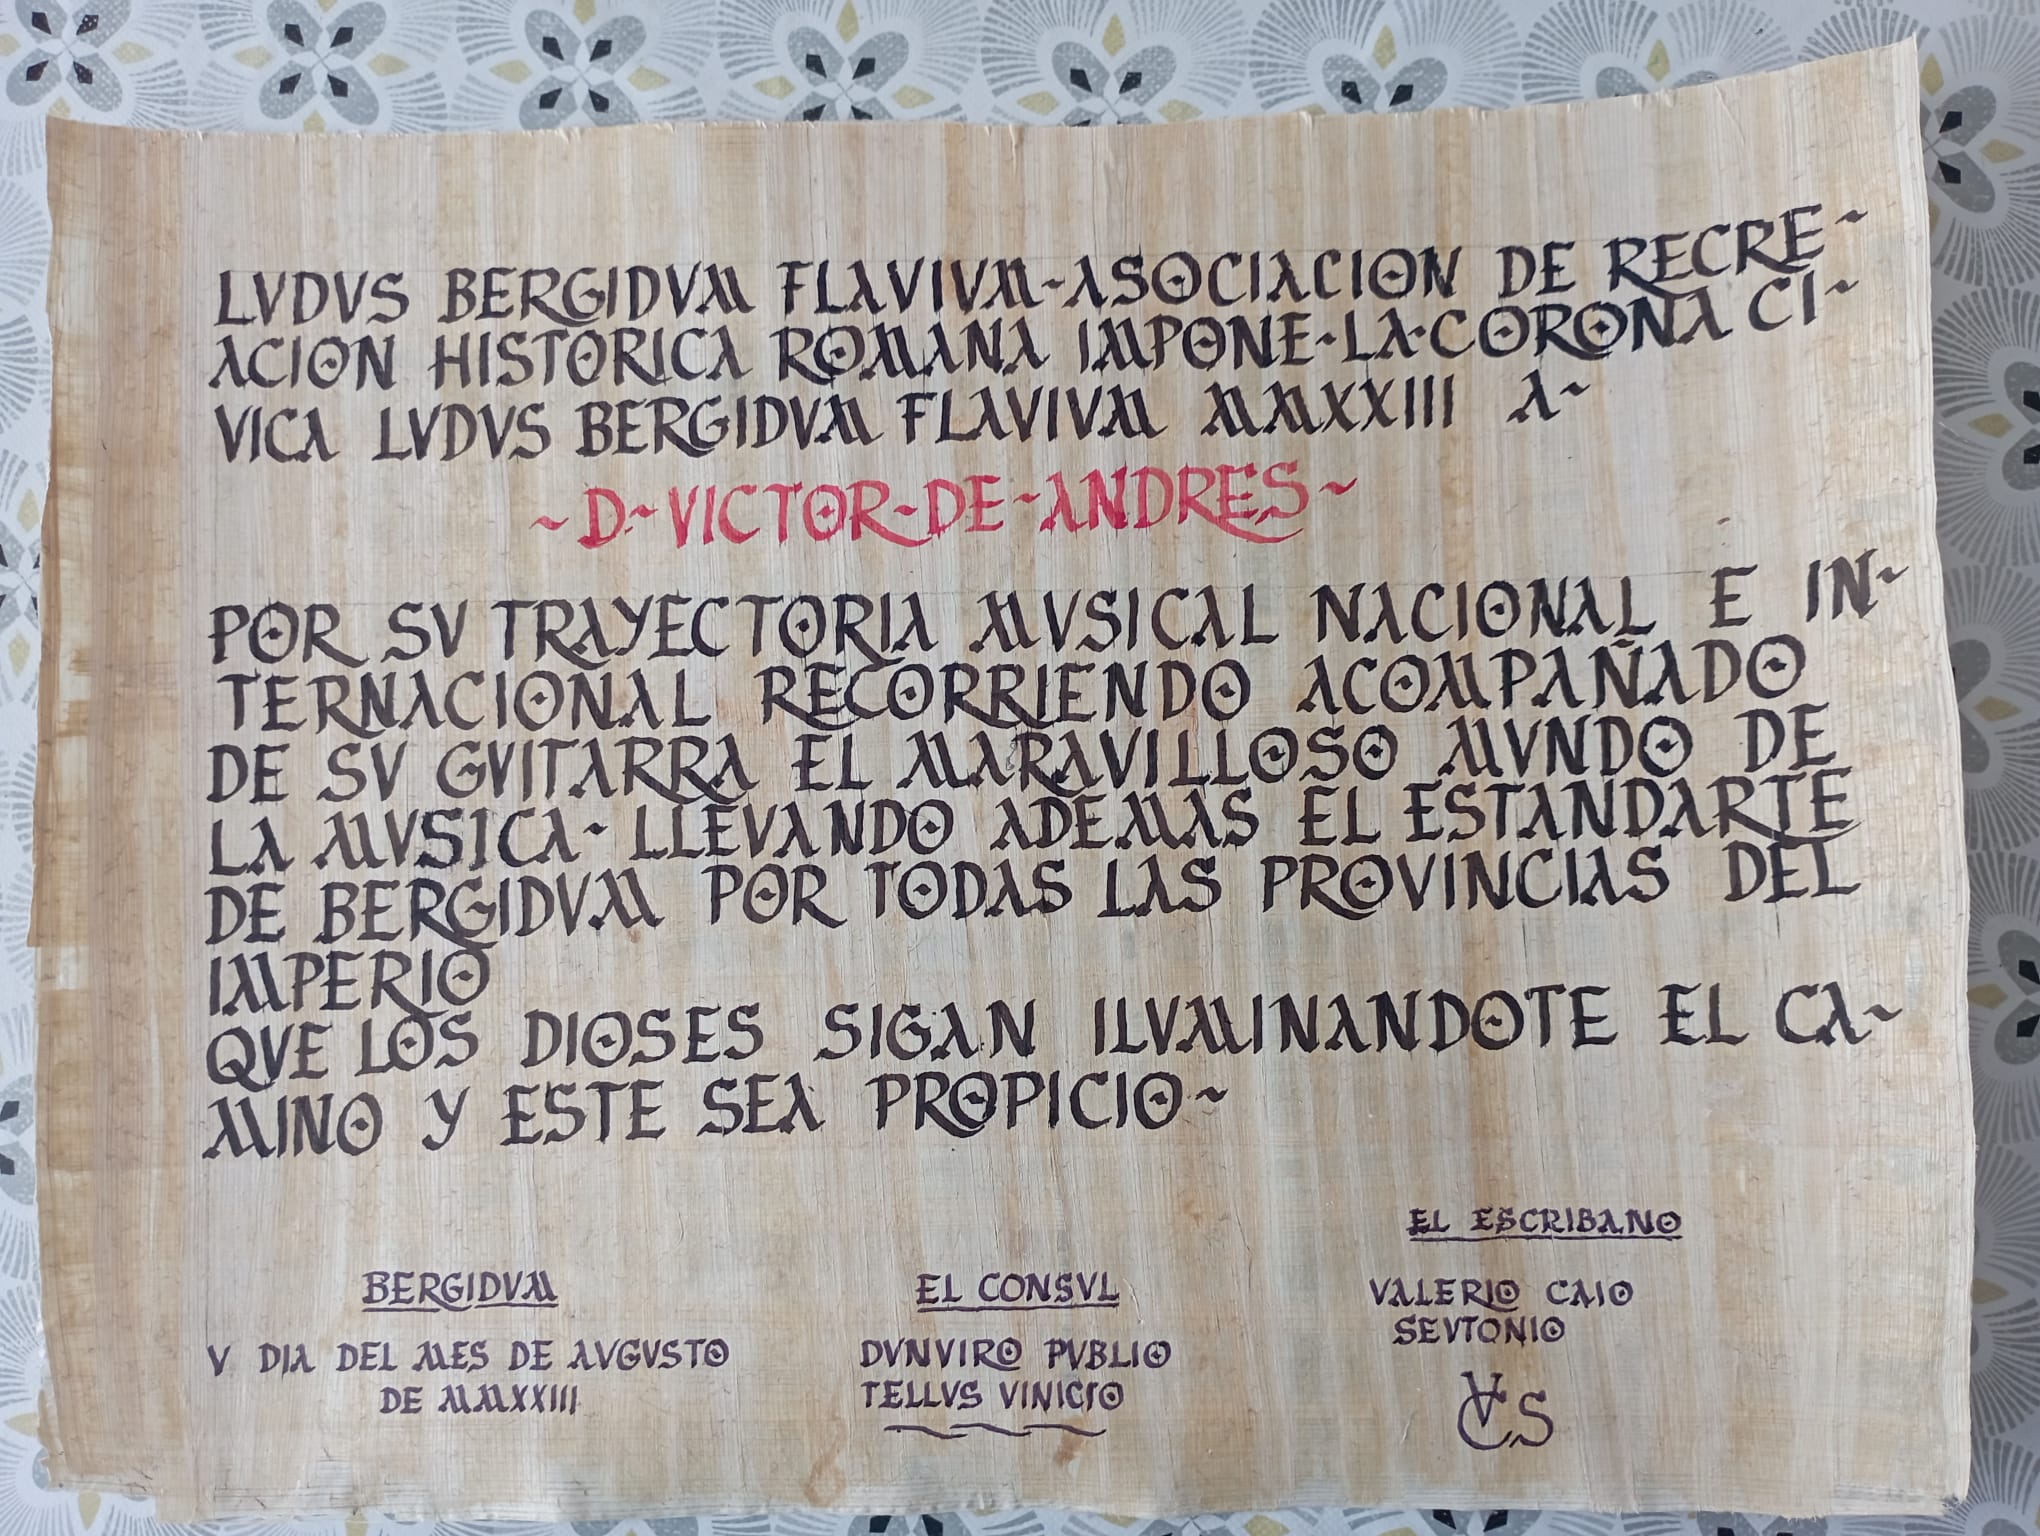 LVDVS BERGIDVM FLAVIVM~ASOCIACION DE RECRE~
ACION HISTORICA ROMANA IMPONE·LA·CORONA CI~
VICA LVDVS BERGIDVM FLAVIVM MMXXIII A~
~D~VICTOR~DE~ANDRES~
POR SV TRAYECTORIA MVSICAL NACIONAL E IN~
TERNACIONAL RECORRIENDO ACOMPAÑADO
DE SV GVITARRA EL MARAVILLOSO MVNDO DE
LA MVSICA~LLEVANDO ADEMAS EL ESTANDARTE
DE BERGIDVM POR TODAS LAS PROVINCIAS DEL
IMPERIO
QVE LOS DIOSES SIGAN ILVMINANDOTE EL CA~
MINO Y ESTE SEA PROPICIO~
BERGIDVM
V DIA DEL MES DE AVGVSTO
DE MMXXIII
EL CONSVL
DVNVIRO PVBLIO
TELLVS VINICIO
EL ESCRIBANO
VALERIO CAIO
SEVTONIO
VCS